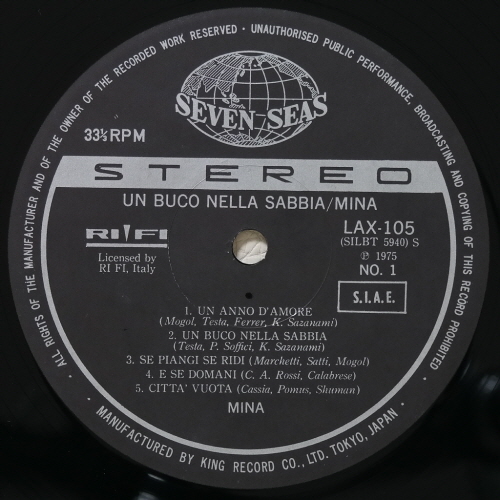 ALL RIGHTS OF THE MANUFACTURER AND OF THE OWNER OF THE RECORDED WORK RESERVED · UNAUTHORISED PUBLIC PERFORMANCE, BROADCASTING AND COPYING OF THIS RECORD PROHIBITED ·
SEVEN SEAS
33⅓RPM
STEREO
UN BUCO NELLA SABBIA/MINA
RI FI
Licensed by
RI FI, Italy
LAX-105
(SILBT 5940) S
℗ 1975
NO. 1
S.I.A.E.
1. UN ANNO D'AMORE
(Mogol, Testa, Ferrer, K. Sazanami)
2. UN BUCO NELLA SABBIA
(Testa, P. Soffici, K. Sazanami)
3. SE PIANGI SE RIDI (Marchetti, Satti, Mogol)
4. E SE DOMANI (C. A. Rossi, Calabrese)
5. CITTA' VUOTA (Cassia, Pomus, Shuman)
MINA
MANUFACTURED BY KING RECORD CO., LTD. TOKYO, JAPAN ·